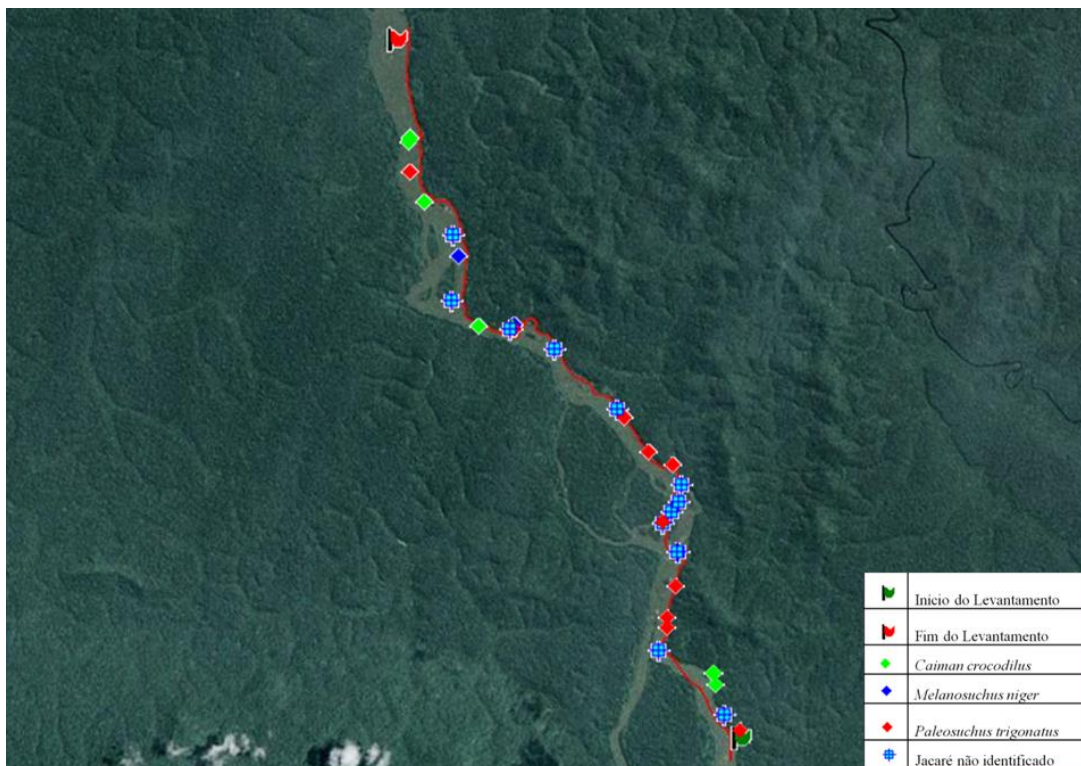 Inicio do Levantamento
Fim do Levantamento
Caiman crocodilus
Melanosuchus niger
Paleosuchus trigonatus
Jacaré não identificado